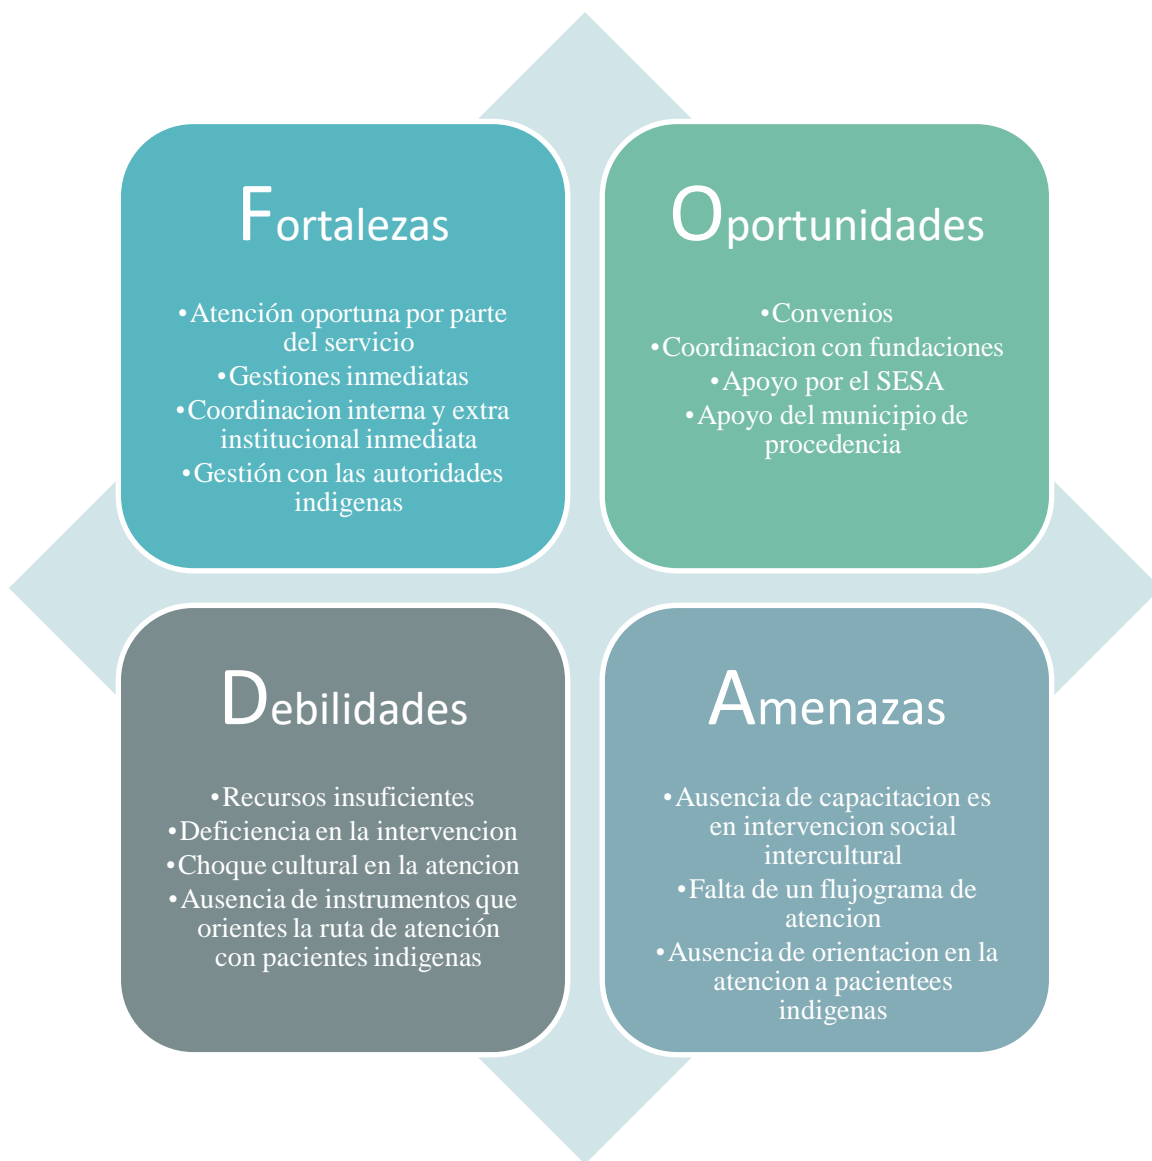 Fortalezas
•Atención oportuna por parte
del servicio
•Gestiones inmediatas
•Coordinacion interna y extra
institucional inmediata
•Gestión con las autoridades
indigenas
Oportunidades
•Convenios
•Coordinacion con fundaciones
•Apoyo por el SESA
•Apoyo del municipio de
procedencia
Debilidades
•Recursos insuficientes
•Deficiencia en la intervencion
•Choque cultural en la atencion
•Ausencia de instrumentos que
orientes la ruta de atención
con pacientes indigenas
Amenazas
•Ausencia de capacitacion es
en intervencion social
intercultural
•Falta de un flujograma de
atencion
•Ausencia de orientacion en la
atencion a pacientees
indigenas